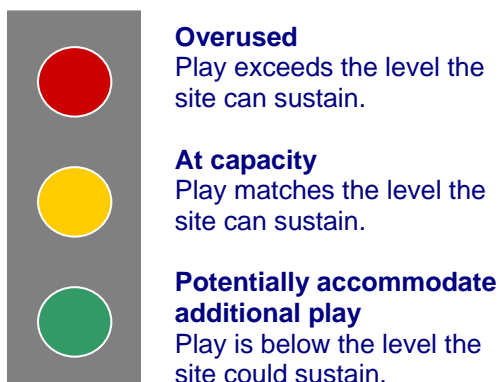 Overused
Play exceeds the level the
site can sustain.
At capacity
Play matches the level the
site can sustain.
Potentially accommodate
additional play
Play is below the level the
site could sustain.